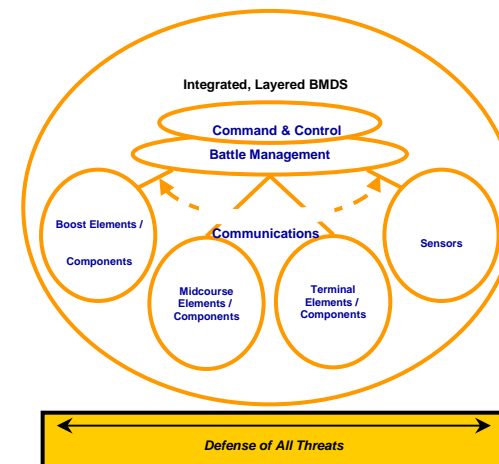 Integrated, Layered BMDS
Command & Control
Battle Management
Boost Elements /
Components
Communications
Sensors
Midcourse
Elements /
Components
Terminal
Elements /
Components
Defense of All Threats